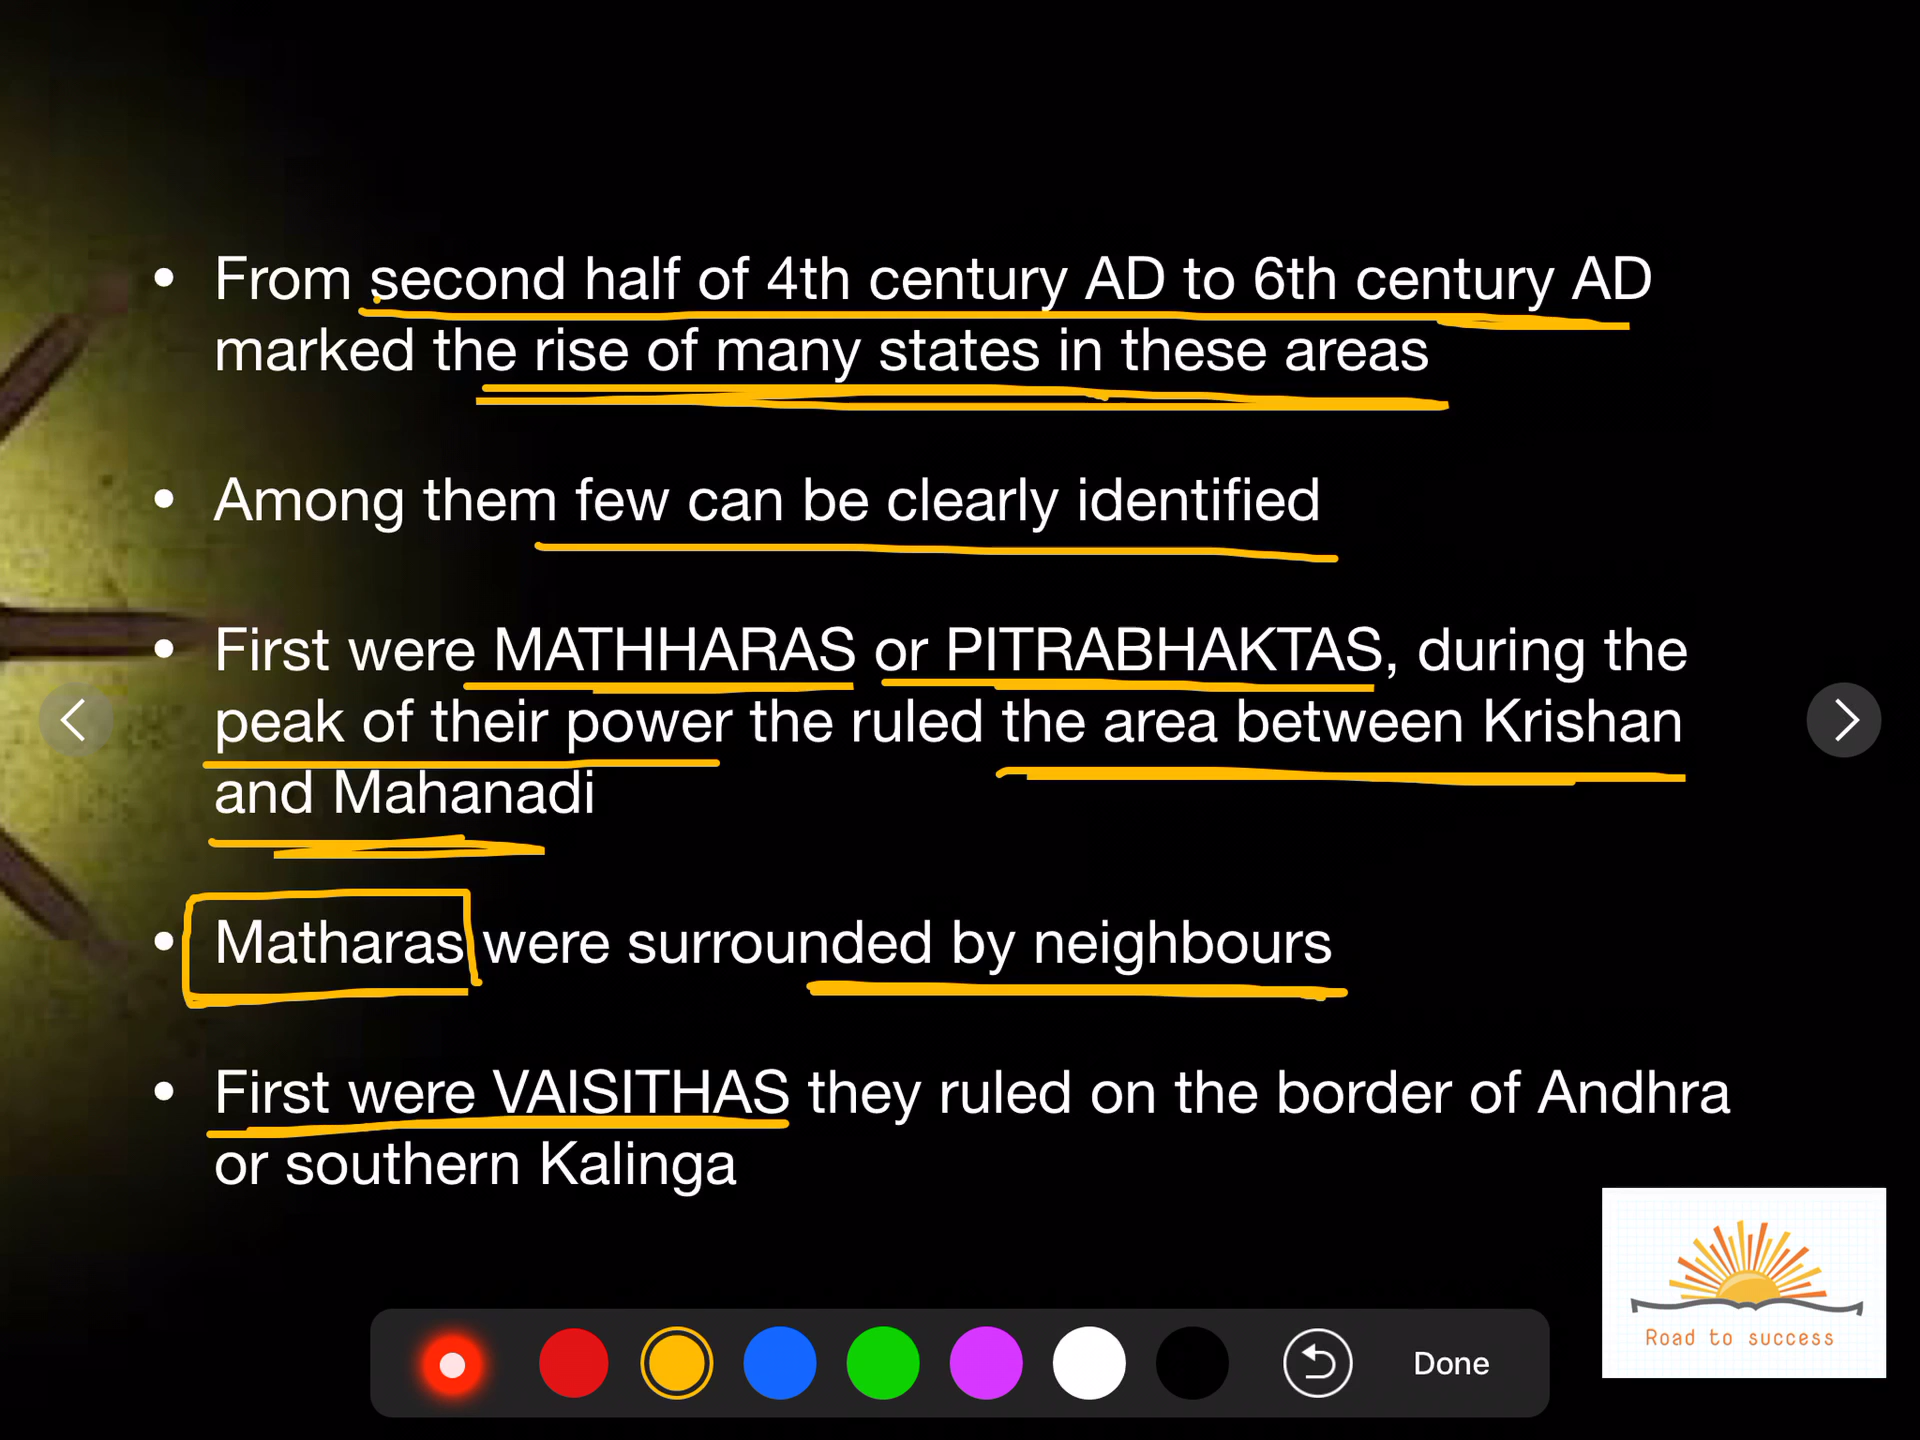 • From second half of 4th century AD to 6th century AD
marked the rise of many states in these areas
• Among them few can be clearly identified
• First were MATHHARAS or PITRABHAKTAS, during the
peak of their power the ruled the area between Krishan
and Mahanadi
• Matharas were surrounded by neighbours
• First were VAISITHAS they ruled on the border of Andhra
or southern Kalinga
Road to success
Done